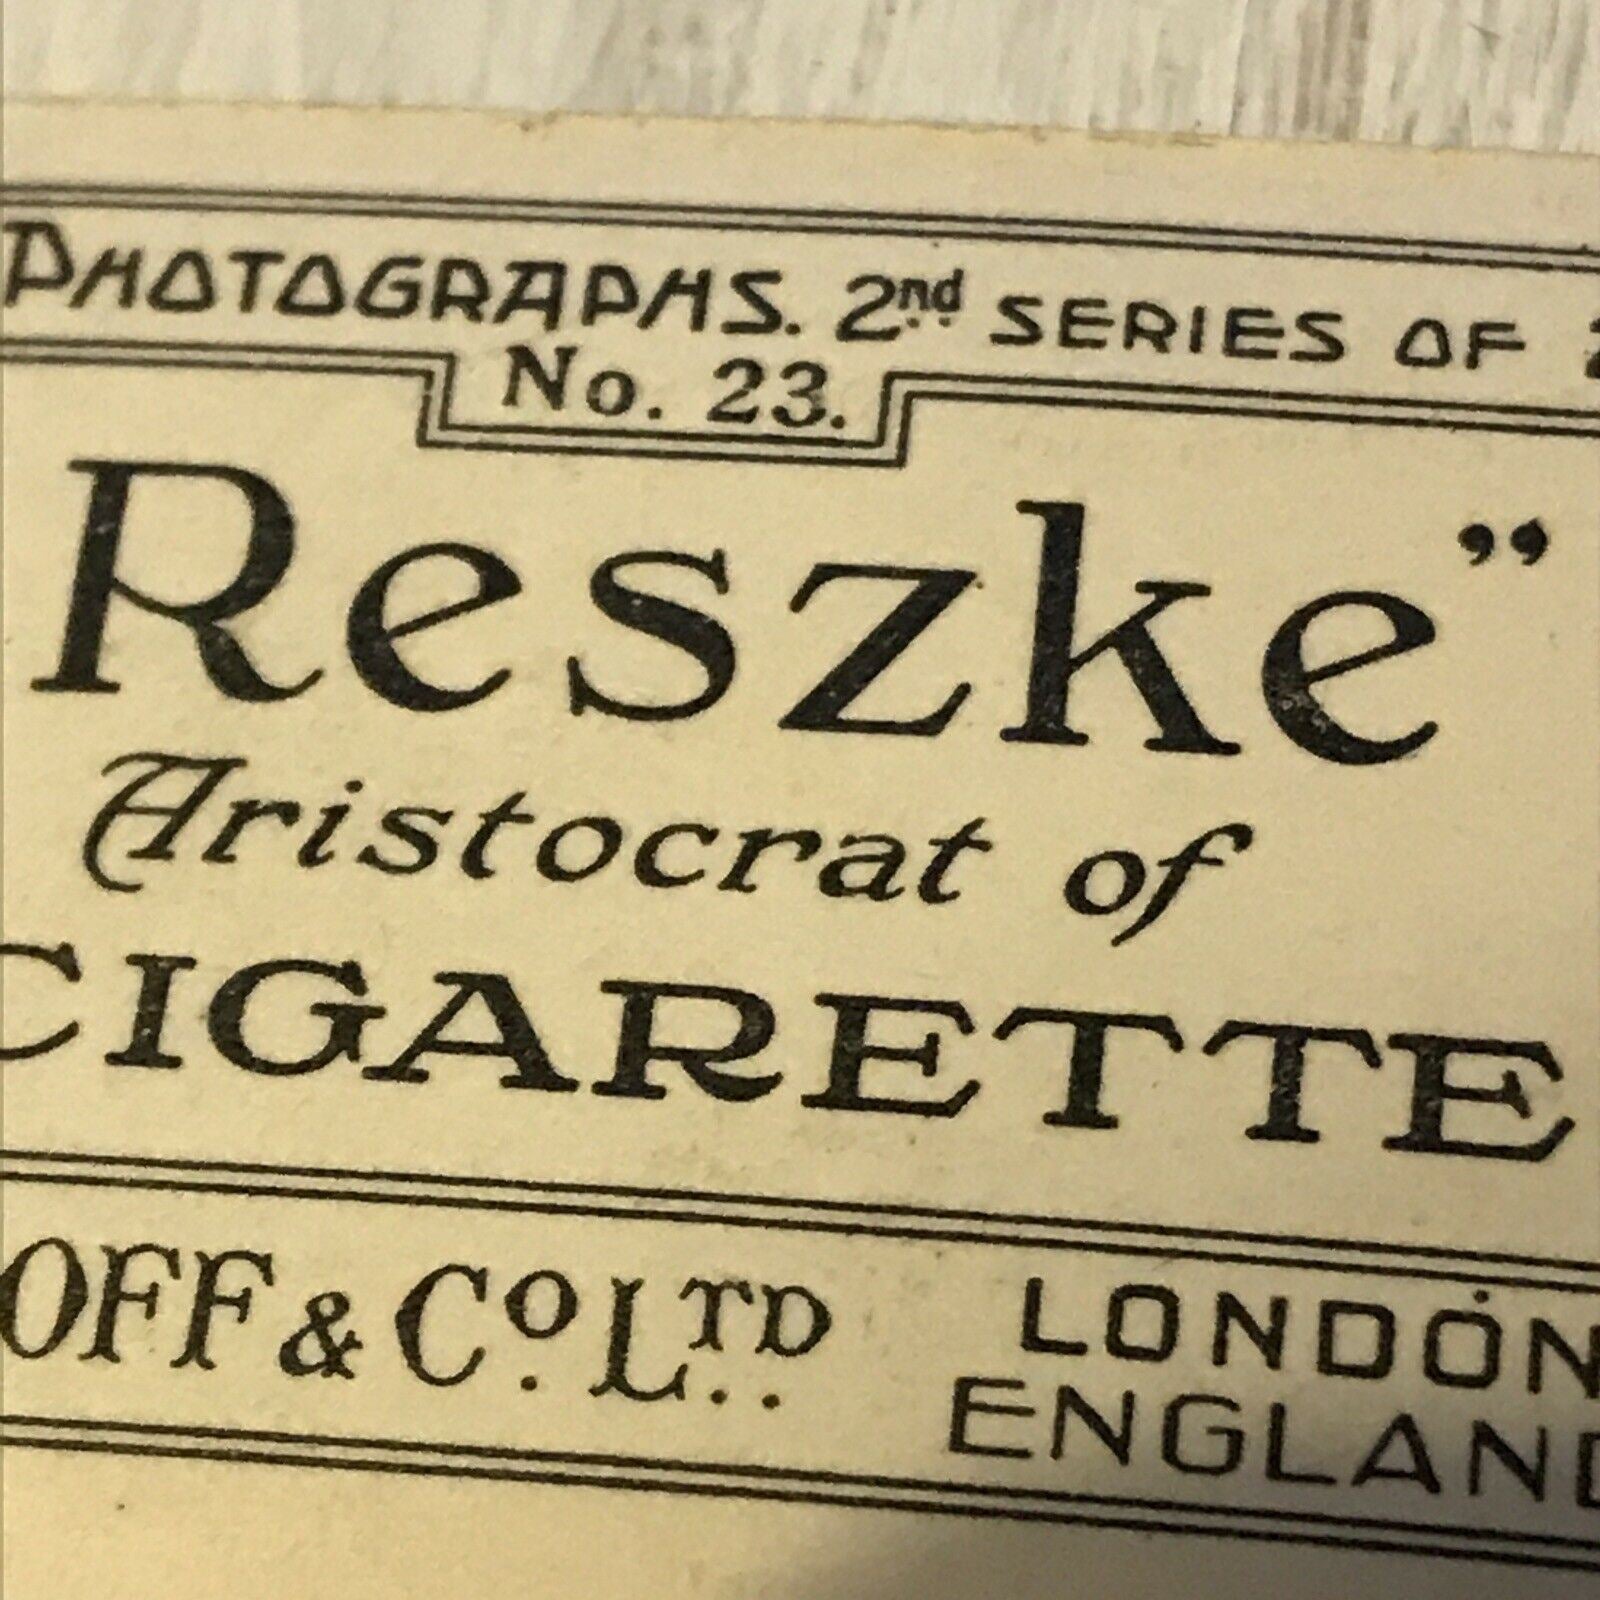 PHOTOGRAPHS. 2nd SERIES OF
No. 23.
Reszke"
Aristocrat of
CIGARETTE
OFF & Co. LTD. LONDON
ENGLAND